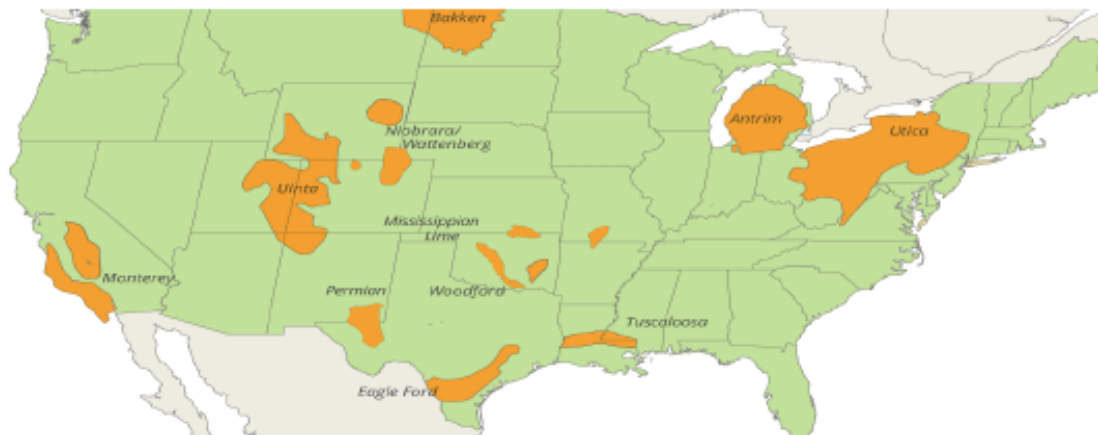 Bakken
Antrim
Utica
Niobrara/
Wattenberg
Uinta
Mississippian
Lime
Monterey
Permian
Woodford
Tuscaloosa
Eagle Ford